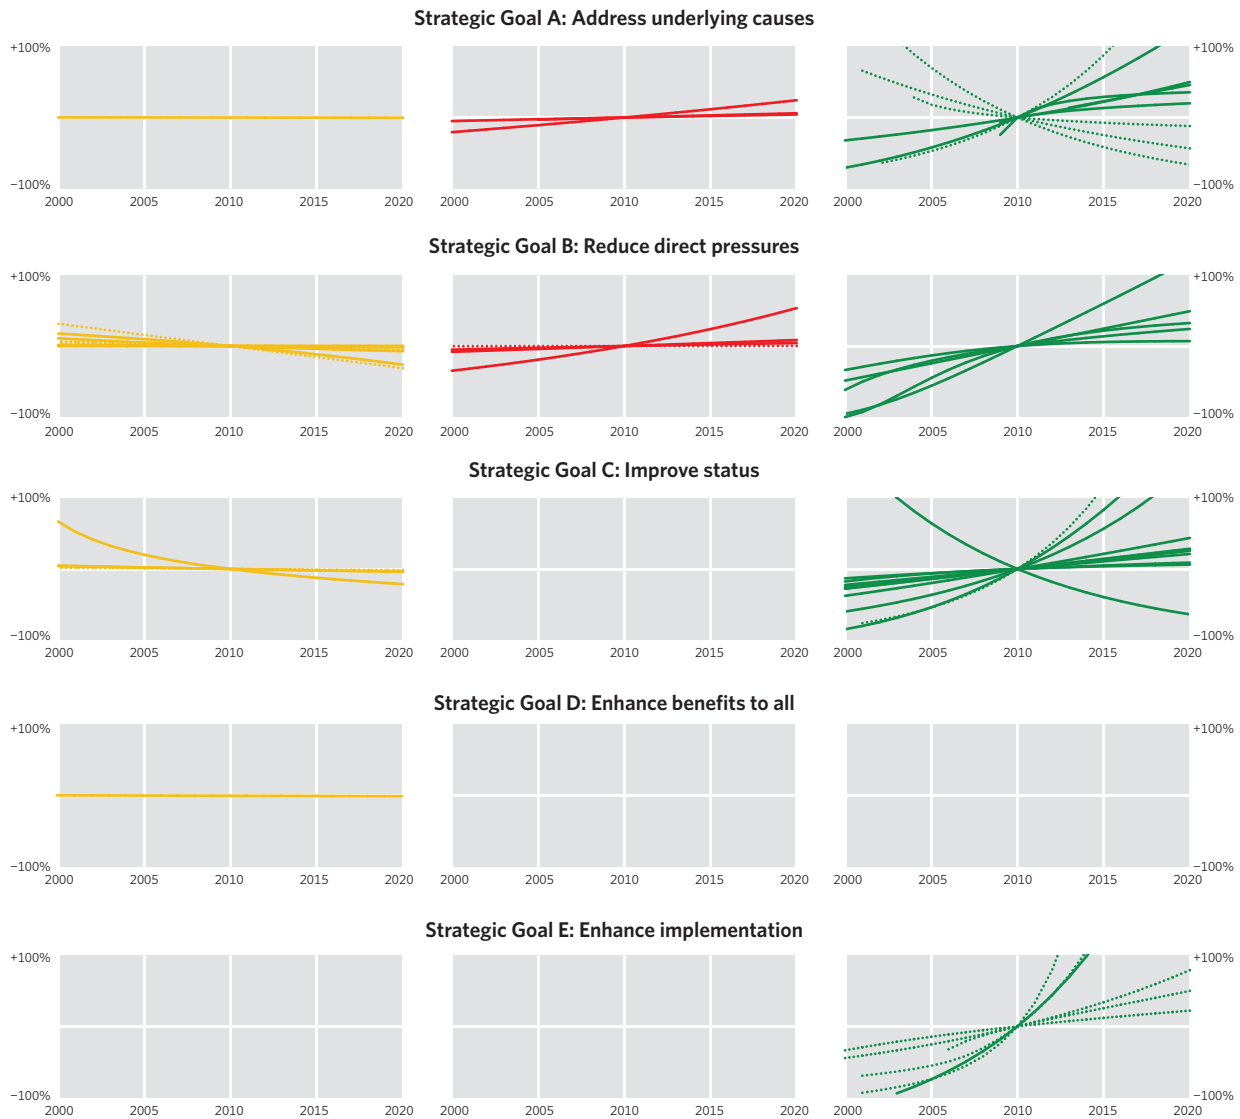 Strategic Goal A: Address underlying causes
+100% +100%
−100% −100%
2000 2005 2010 2015 2020 2000 2005 2010 2015 2020 2000 2005 2010 2015 2020
Strategic Goal B: Reduce direct pressures
+100% +100%
−100% −100%
2000 2005 2010 2015 2020 2000 2005 2010 2015 2020 2000 2005 2010 2015 2020
Strategic Goal C: Improve status
+100% +100%
−100% −100%
2000 2005 2010 2015 2020 2000 2005 2010 2015 2020 2000 2005 2010 2015 2020
Strategic Goal D: Enhance benefits to all
+100% +100%
−100% −100%
2000 2005 2010 2015 2020 2000 2005 2010 2015 2020 2000 2005 2010 2015 2020
Strategic Goal E: Enhance implementation
+100% +100%
−100% −100%
2000 2005 2010 2015 2020 2000 2005 2010 2015 2020 2000 2005 2010 2015 2020